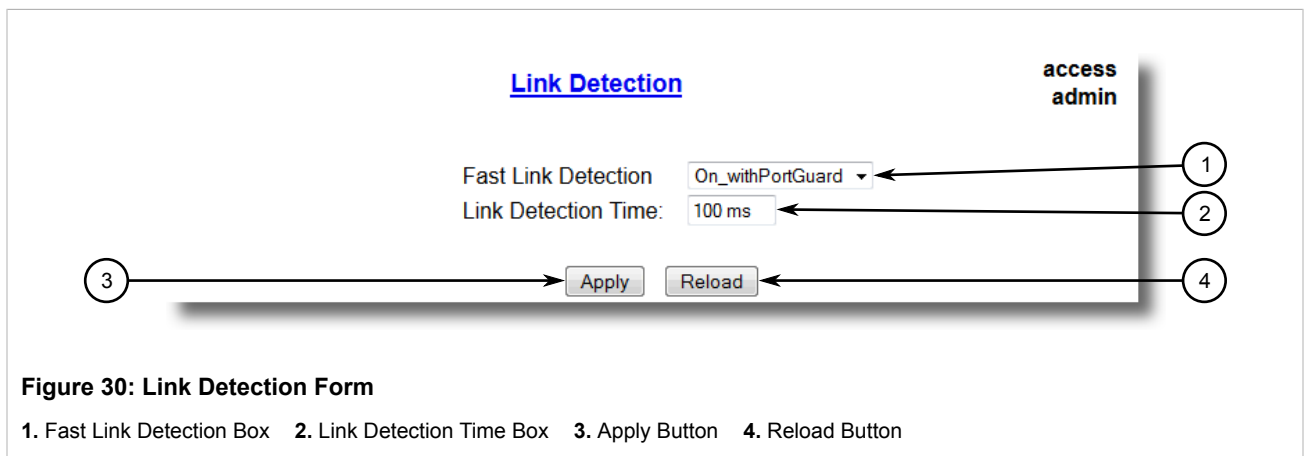 Link Detection
access
admin
Fast Link Detection On_withPortGuard 1
Link Detection Time: 100 ms 2
3 Apply Reload 4
Figure 30: Link Detection Form
1. Fast Link Detection Box 2. Link Detection Time Box 3. Apply Button 4. Reload Button